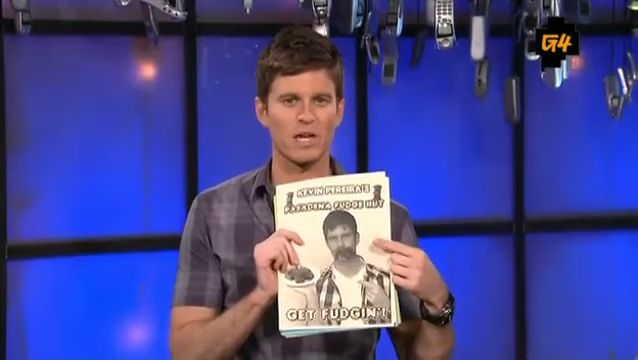 G4
KEVIN PEREIRA'S
PASADENA FUDGE HUT
GET FUDGIN'!